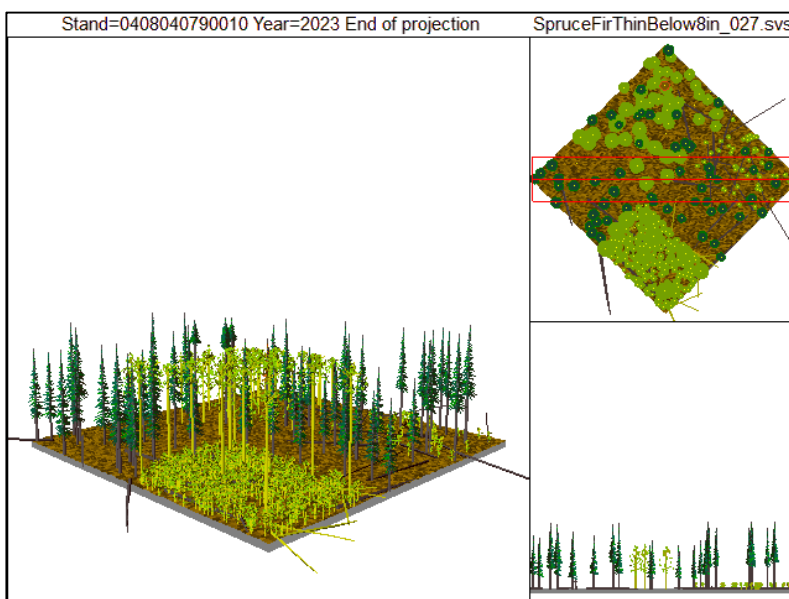 Stand=0408040790010 Year=2023 End of projection
SpruceFirThinBelow8in_027.svs